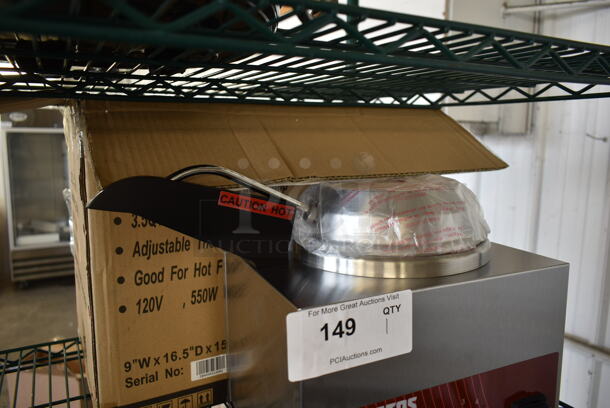 CAUTION HOT
• 3.5Q
• Adjustable
• Good For Hot F
• 120V , 550W
9"W x 16.5"D x 15
Serial No:
For More Great Auctions Visit
149
QTY
1
PCIAuctions.com